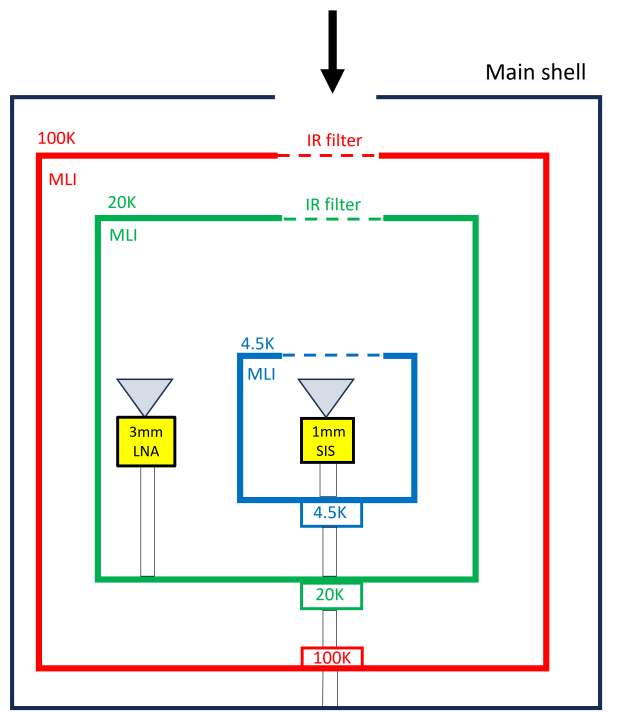 Main shell
100K
IR filter
MLI
20K
IR filter
MLI
4.5K
MLI
3mm
LNA
1mm
SIS
4.5K
20K
100K